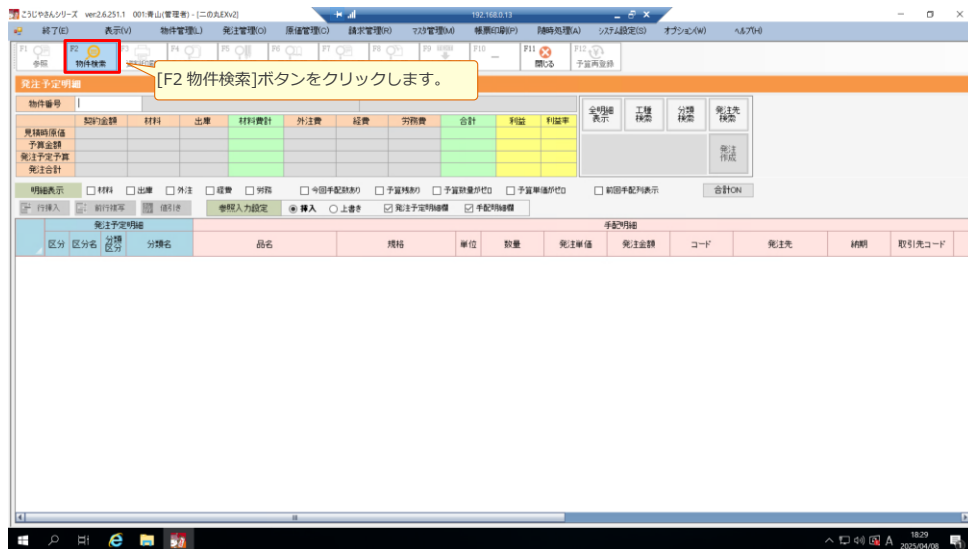 こうじやさんシリーズ ver.2.6.251.1 001:青山(管理者) - [二の丸EXv2] 192.168.0.13
終了(E) 表示(V) 物件管理(L) 発注管理(O) 原価管理(C) 請求管理(R) マスタ管理(M) 帳票印刷(P) 随時処理(A) システム設定(S) オプション(W) ヘルプ(H)
F1 F2 F4 F5 F6 F7 F8 F9 F10 F11 F12
参照 物件検索 閉じる 予算再登録
[F2 物件検索]ボタンをクリックします。
発注予定明細
物件番号
契約金額 材料 出庫 材料費計 外注費 経費 労務費 合計 利益 利益率
見積時原価
予算金額
発注予定予算
発注合計
全明細表示 工種検索 分類検索 発注先検索
発注作成
明細表示 材料 出庫 外注 経費 労務 今回手配数あり 予算残あり 予算数量がゼロ 予算単価がゼロ 前回手配列表示 合計ON
行挿入 前行複写 値引き 参照入力設定 挿入 上書き 発注予定明細欄 手配明細欄
発注予定明細 手配明細
区分 区分名 分類区分 分類名 品名 規格 単位 数量 発注単価 発注金額 コード 発注先 納期 取引先コード
A 18:29
2025/04/08